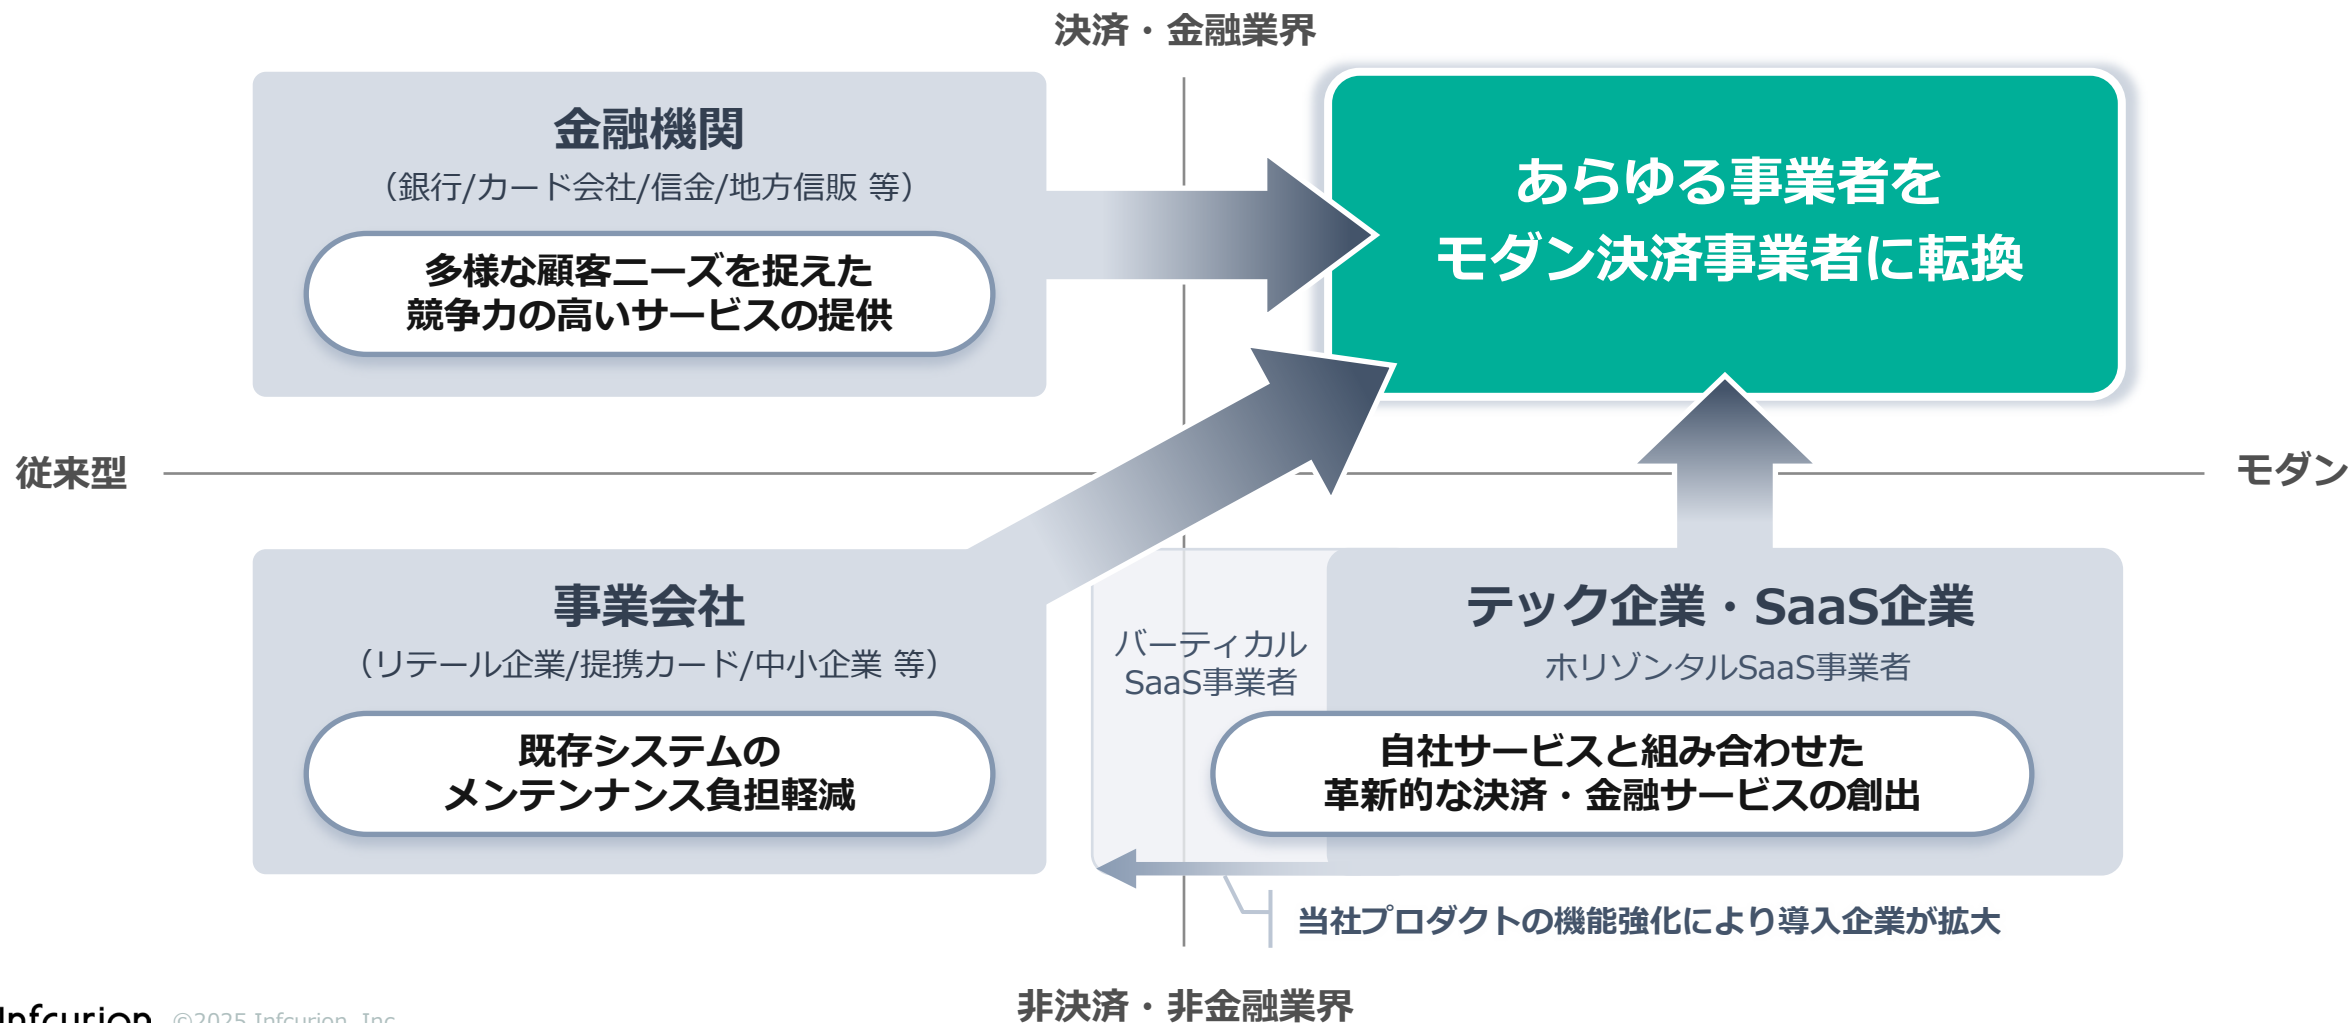 決済・金融業界
金融機関
（銀行/カード会社/信金/地方信販 等）
多様な顧客ニーズを捉えた
競争力の高いサービスの提供
あらゆる事業者を
モダン決済事業者に転換
従来型
モダン
事業会社
（リテール企業/提携カード/中小企業 等）
既存システムの
メンテンナンス負担軽減
バーティカル
SaaS事業者
テック企業・SaaS企業
ホリゾンタルSaaS事業者
自社サービスと組み合わせた
革新的な決済・金融サービスの創出
当社プロダクトの機能強化により導入企業が拡大
非決済・非金融業界
Infcurion ©2025 Infcurion, Inc.